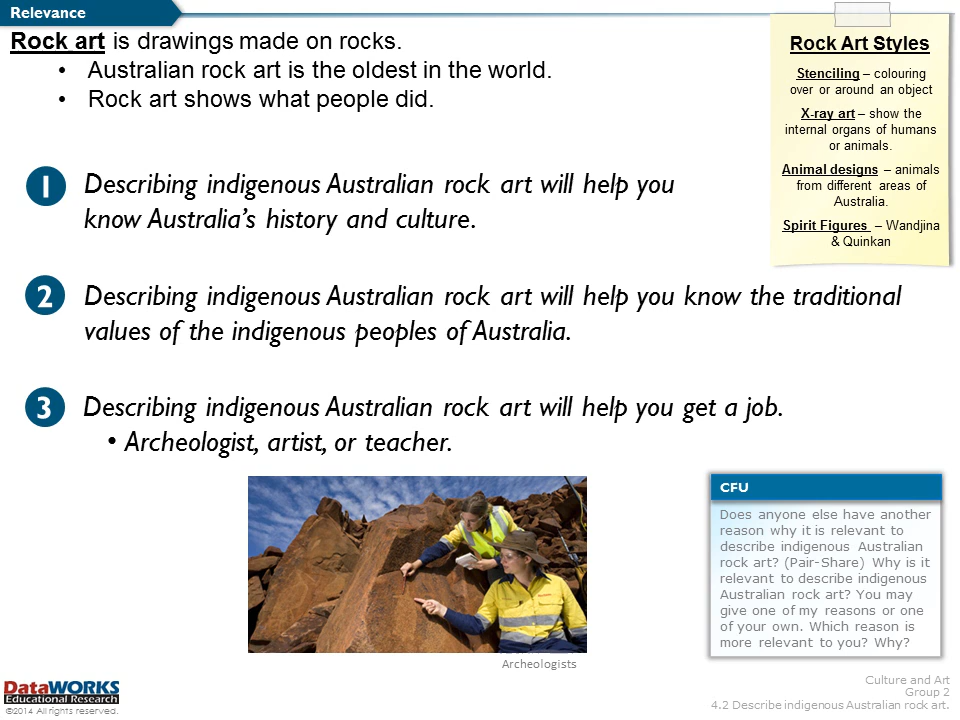 Relevance
Rock art is drawings made on rocks.
• Australian rock art is the oldest in the world.
• Rock art shows what people did.
Rock Art Styles
Stenciling – colouring
over or around an object
X-ray art – show the
internal organs of humans
or animals.
Animal designs – animals
from different areas of
Australia.
Spirit Figures – Wandjina
& Quinkan
1 Describing indigenous Australian rock art will help you
know Australia's history and culture.
2 Describing indigenous Australian rock art will help you know the traditional
values of the indigenous peoples of Australia.
3 Describing indigenous Australian rock art will help you get a job.
• Archeologist, artist, or teacher.
Archeologists
CFU
Does anyone else have another
reason why it is relevant to
describe indigenous Australian
rock art? (Pair-Share) Why is it
relevant to describe indigenous
Australian rock art? You may
give one of my reasons or one
of your own. Which reason is
more relevant to you? Why?
DataWORKS
Educational Research
©2014 All rights reserved.
Culture and Art
Group 2
4.2 Describe indigenous Australian rock art.